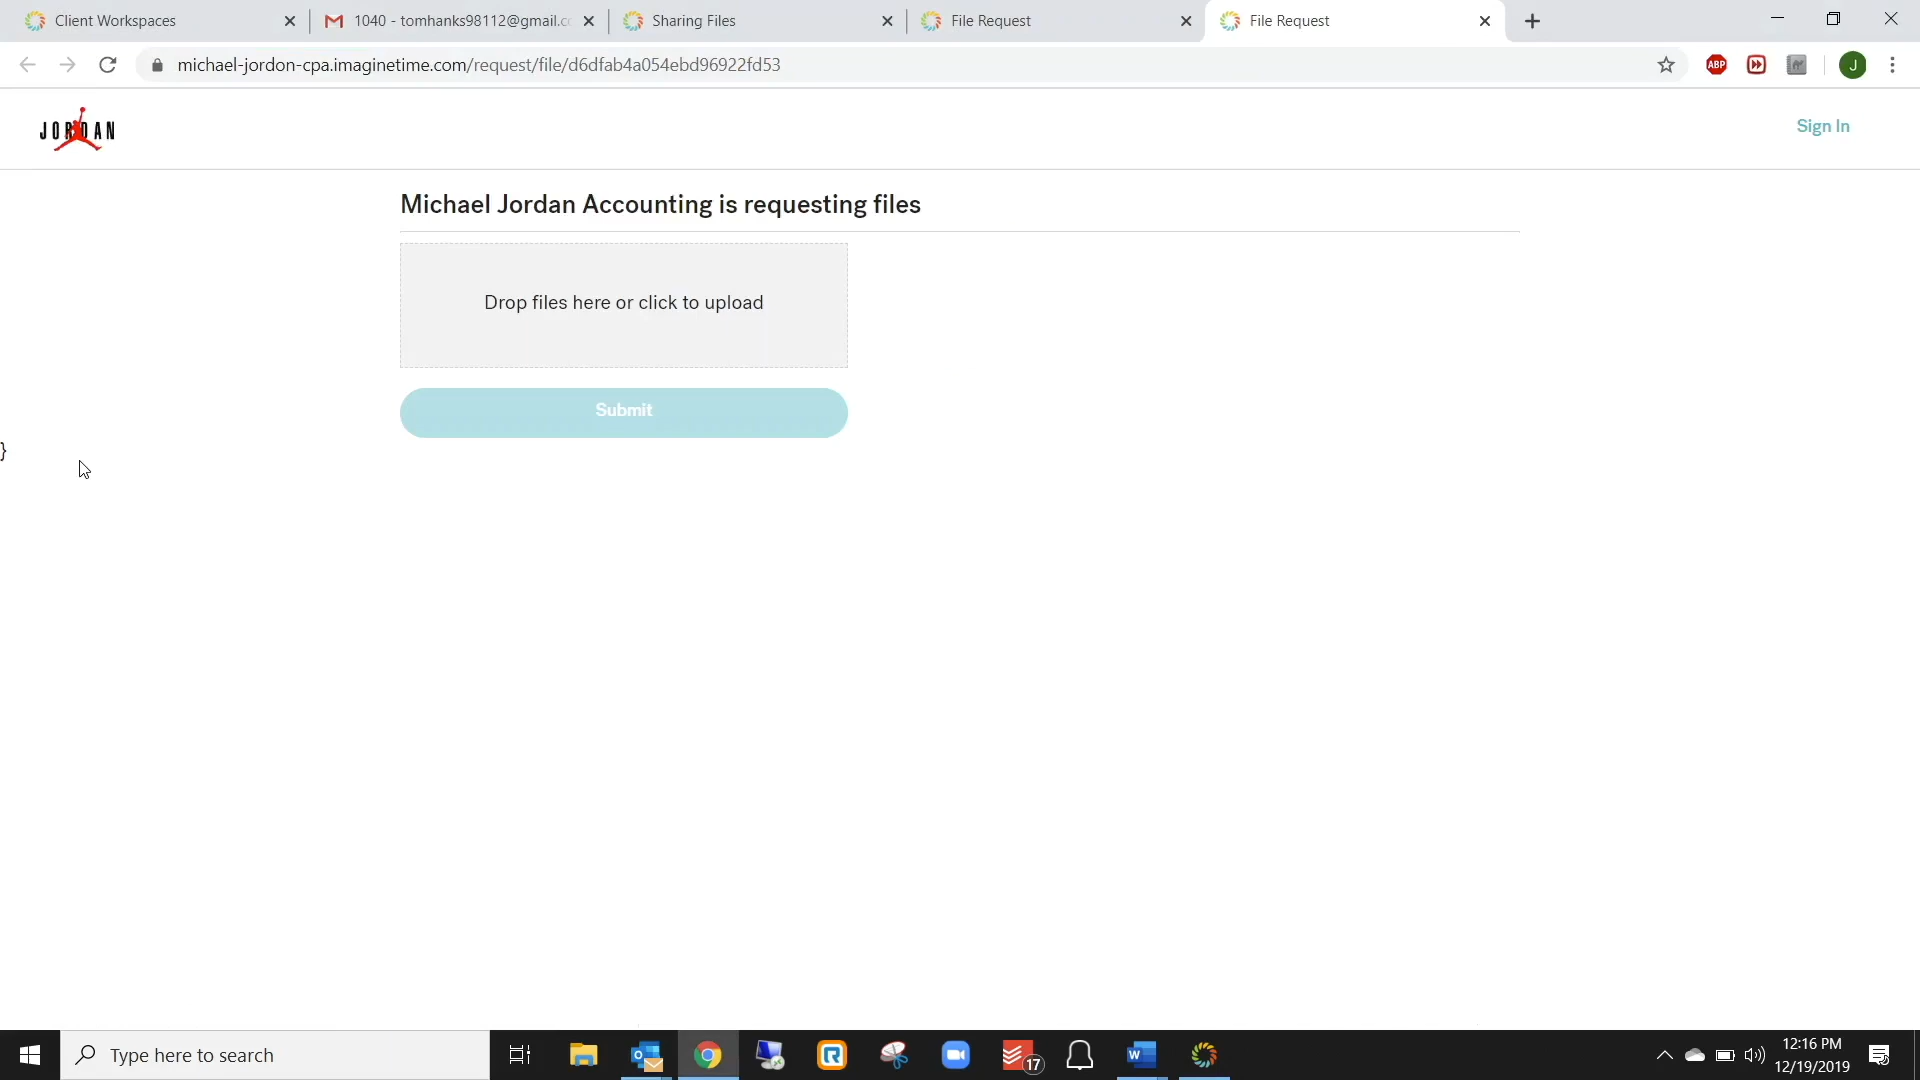 Client Workspaces
1040 - tomhanks98112@gmail.c
Sharing Files
File Request
File Request
michael-jordon-cpa.imaginetime.com/request/file/d6dfab4a054ebd96922fd53
ABP
J
JORDAN
Sign In
Michael Jordan Accounting is requesting files
Drop files here or click to upload
Submit
}
Type here to search
17
12:16 PM
12/19/2019